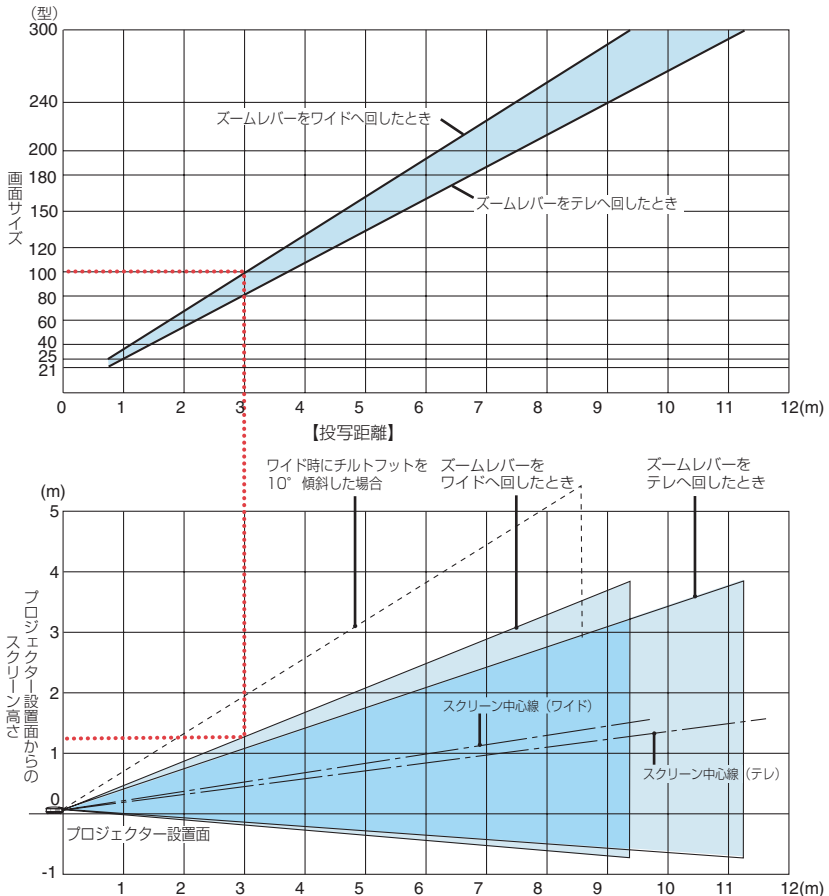 (型)
300
240
200
180
150
120
100
80
60
40
25
21
画面サイズ
ズームレバーをワイドへ回したとき
ズームレバーをテレへ回したとき
0 1 2 3 4 5 6 7 8 9 10 11 12(m)
【投写距離】
ワイド時にチルトフットを
10°傾斜した場合
ズームレバーを
ワイドへ回したとき
ズームレバーを
テレへ回したとき
(m)
5
4
3
2
1
0
-1
プロジェクター設置面からの
スクリーン高さ
スクリーン中心線（ワイド）
スクリーン中心線（テレ）
プロジェクター設置面
1 2 3 4 5 6 7 8 9 10 11 12(m)